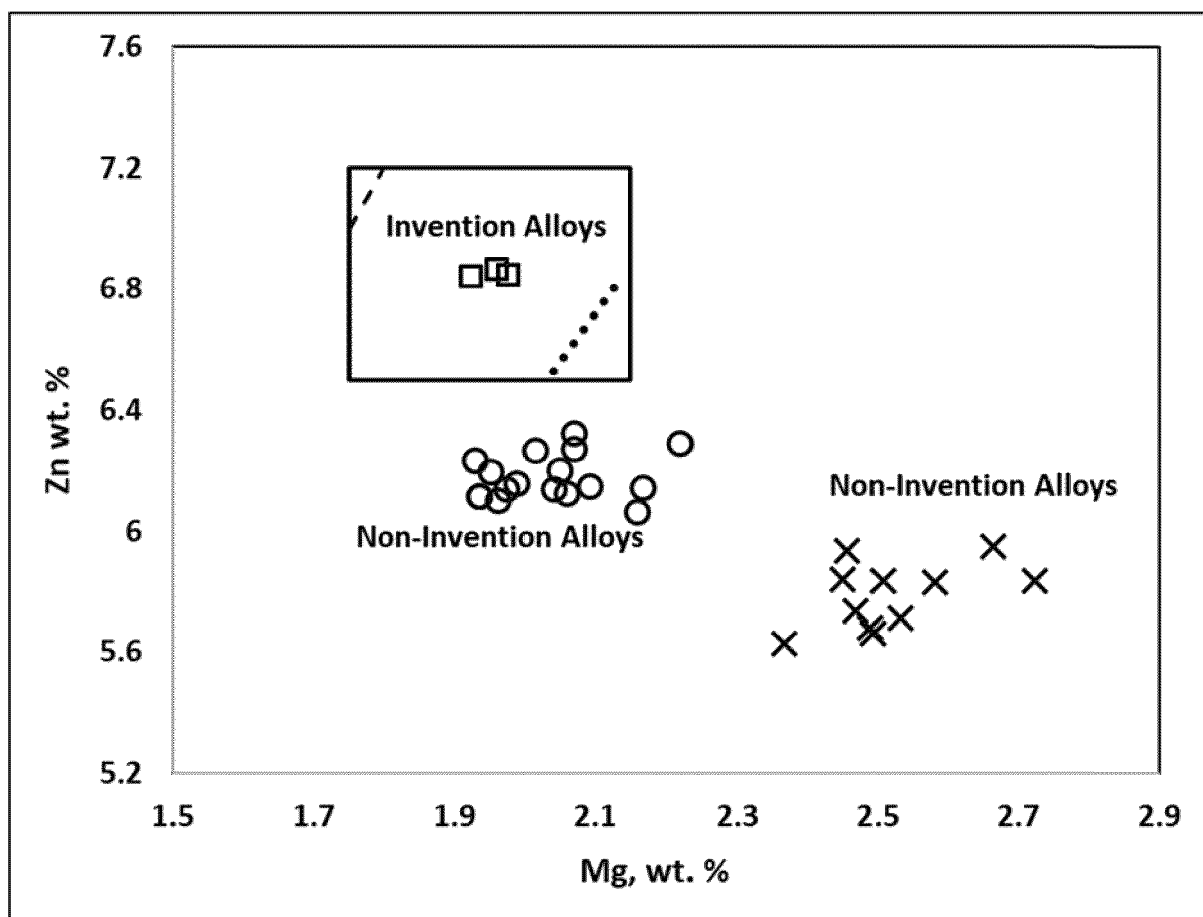 7.6
7.2
Invention Alloys
6.8
6.4
Zn wt. %
Non-Invention Alloys
6
Non-Invention Alloys
5.6
5.2
1.5 1.7 1.9 2.1 2.3 2.5 2.7 2.9
Mg, wt. %